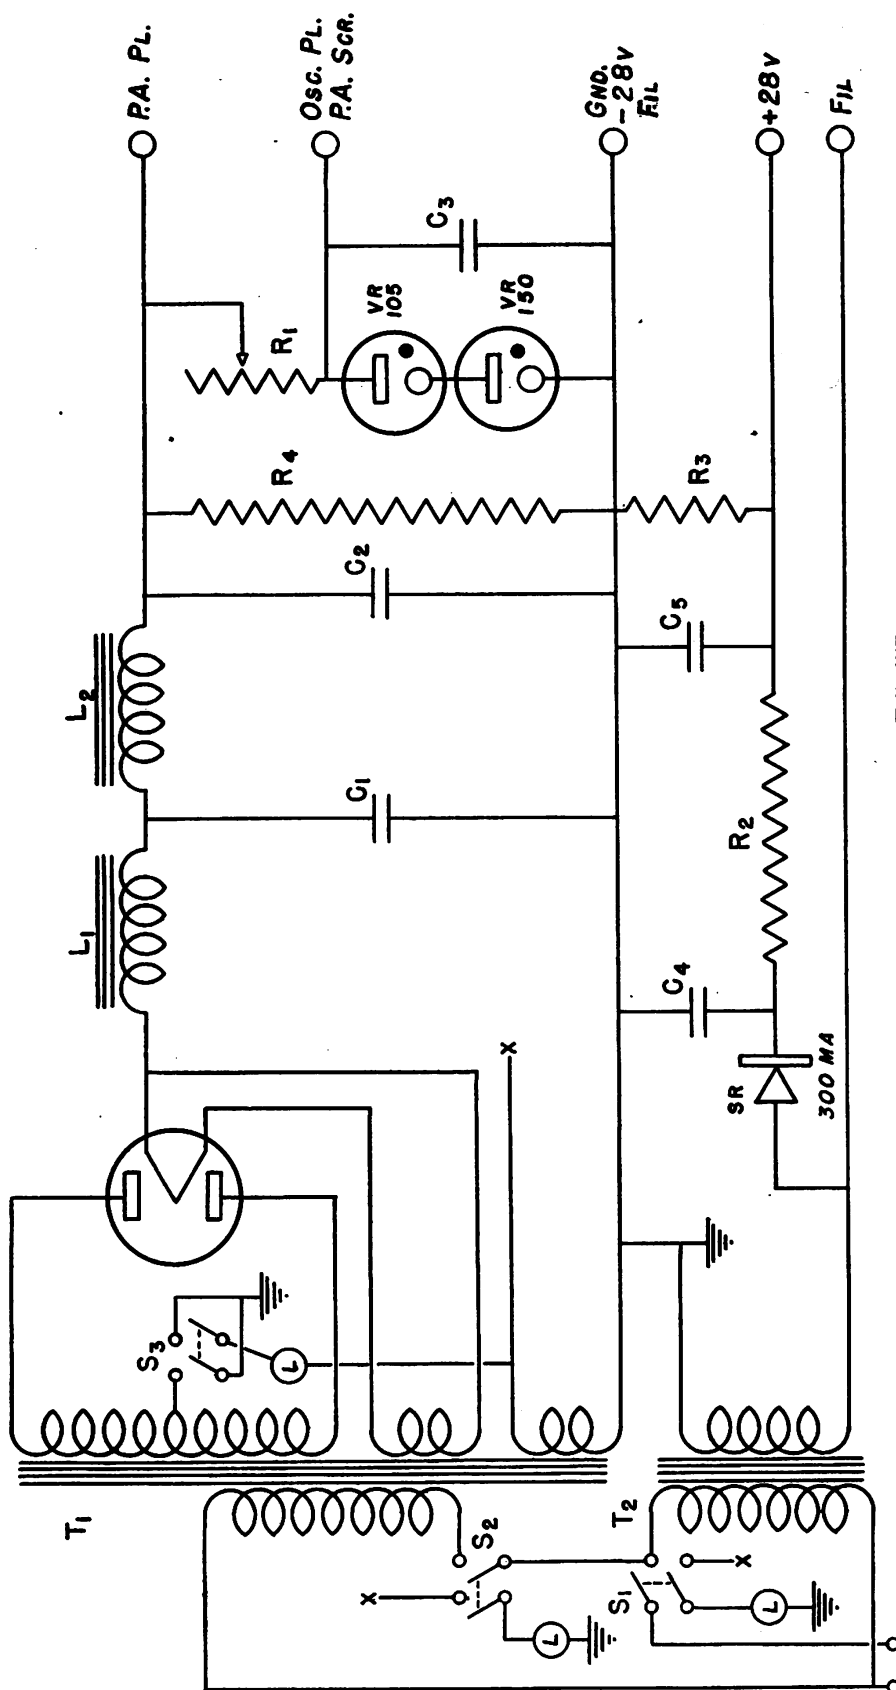 P.A. PL.
OSC. PL.
P.A. SCR.
GND.
-28V
FIL
+28V
FIL
L1
L2
C1
C2
R4
R1
VR
105
VR
150
C3
R3
C5
C4
R2
SR
300 MA
X
S3
L
T1
S2
X
L
T2
S1
X
L